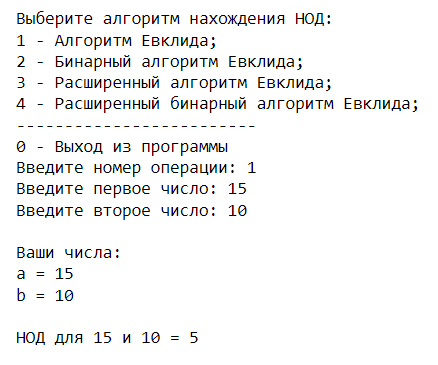 Выберите алгоритм нахождения НОД:
1 - Алгоритм Евклида;
2 - Бинарный алгоритм Евклида;
3 - Расширенный алгоритм Евклида;
4 - Расширенный бинарный алгоритм Евклида;
-------------------------
0 - Выход из программы
Введите номер операции: 1
Введите первое число: 15
Введите второе число: 10
Ваши числа:
a = 15
b = 10
НОД для 15 и 10 = 5